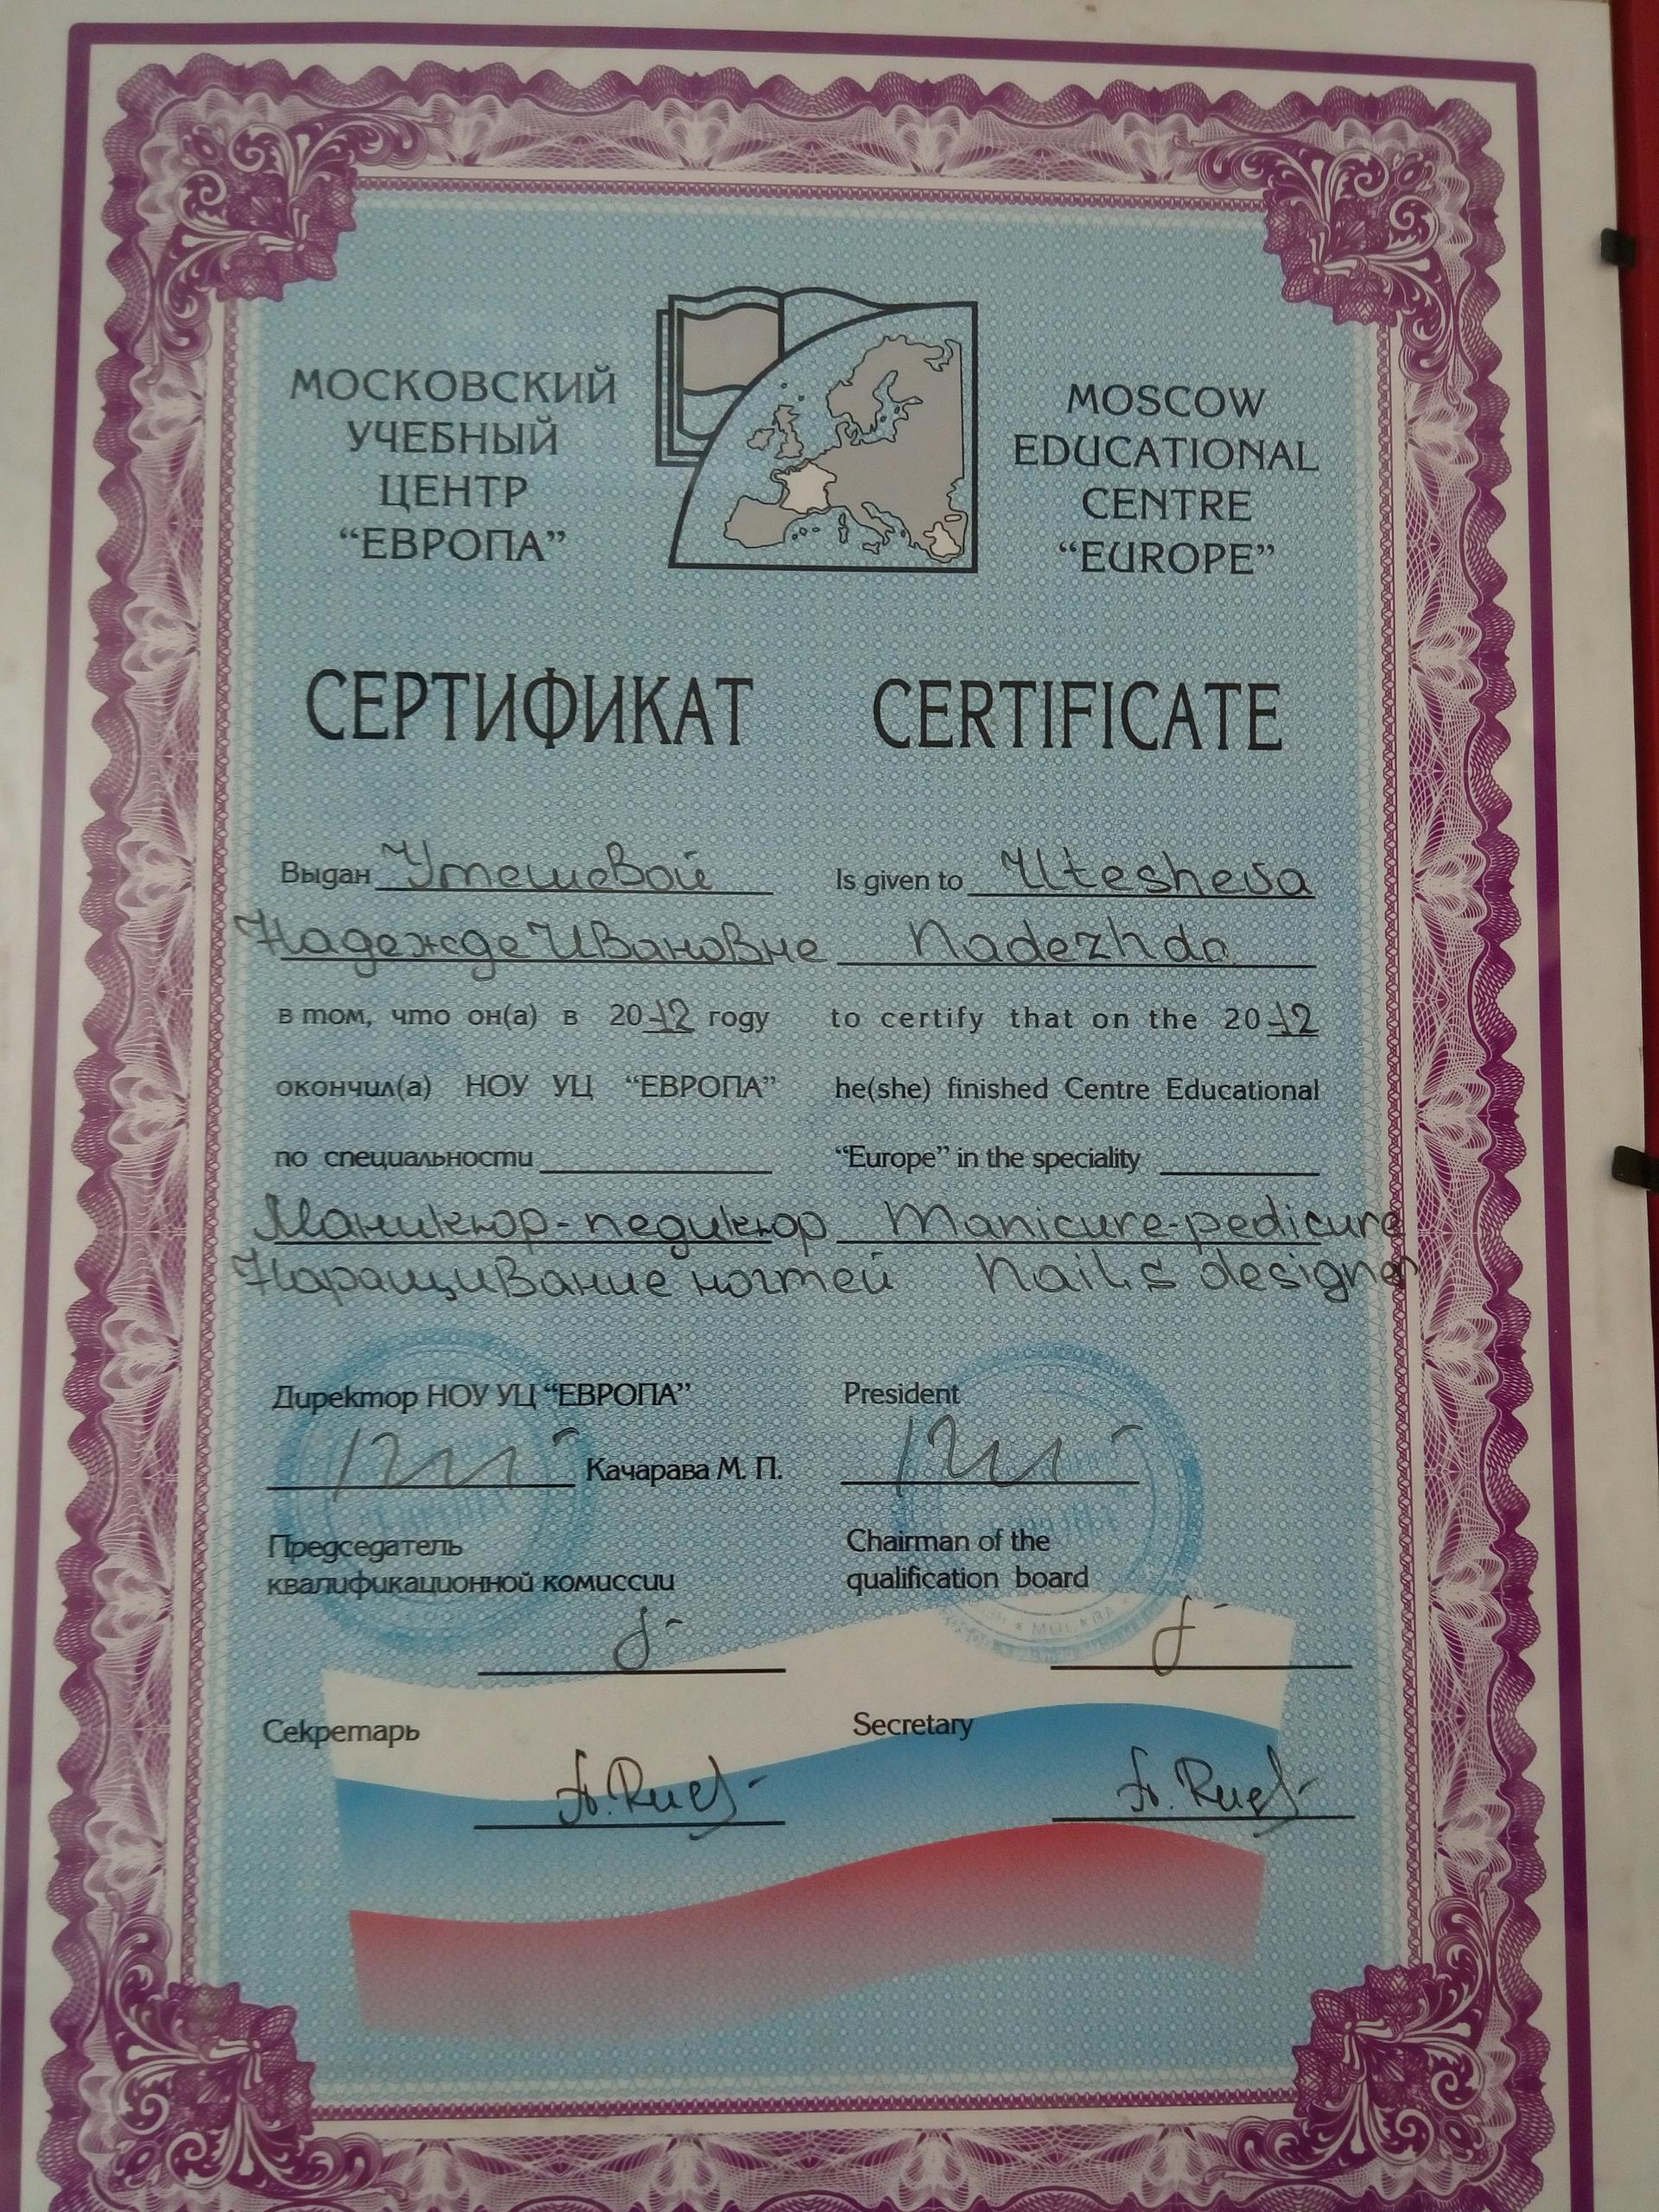 МОСКОВСКИЙ
УЧЕБНЫЙ
ЦЕНТР
“ЕВРОПА”
MOSCOW
EDUCATIONAL
CENTRE
“EUROPE”
СЕРТИФИКАТ
CERTIFICATE
Выдан Утешевой
Надежде Ивановне
в том, что он(а) в 2012 году
окончил(а) НОУ УЦ “ЕВРОПА”
по специальности
Маникюр-педикюр
Наращивание ногтей
Is given to Utesheva
Nadezhda
to certify that on the 2012
he(she) finished Centre Educational
“Europe” in the speciality
Manicure-pedicure
Nails designer
Директор НОУ УЦ “ЕВРОПА”
Качарава М. П.
Председатель
квалификационной комиссии
Секретарь
President
Chairman of the
qualification board
Secretary